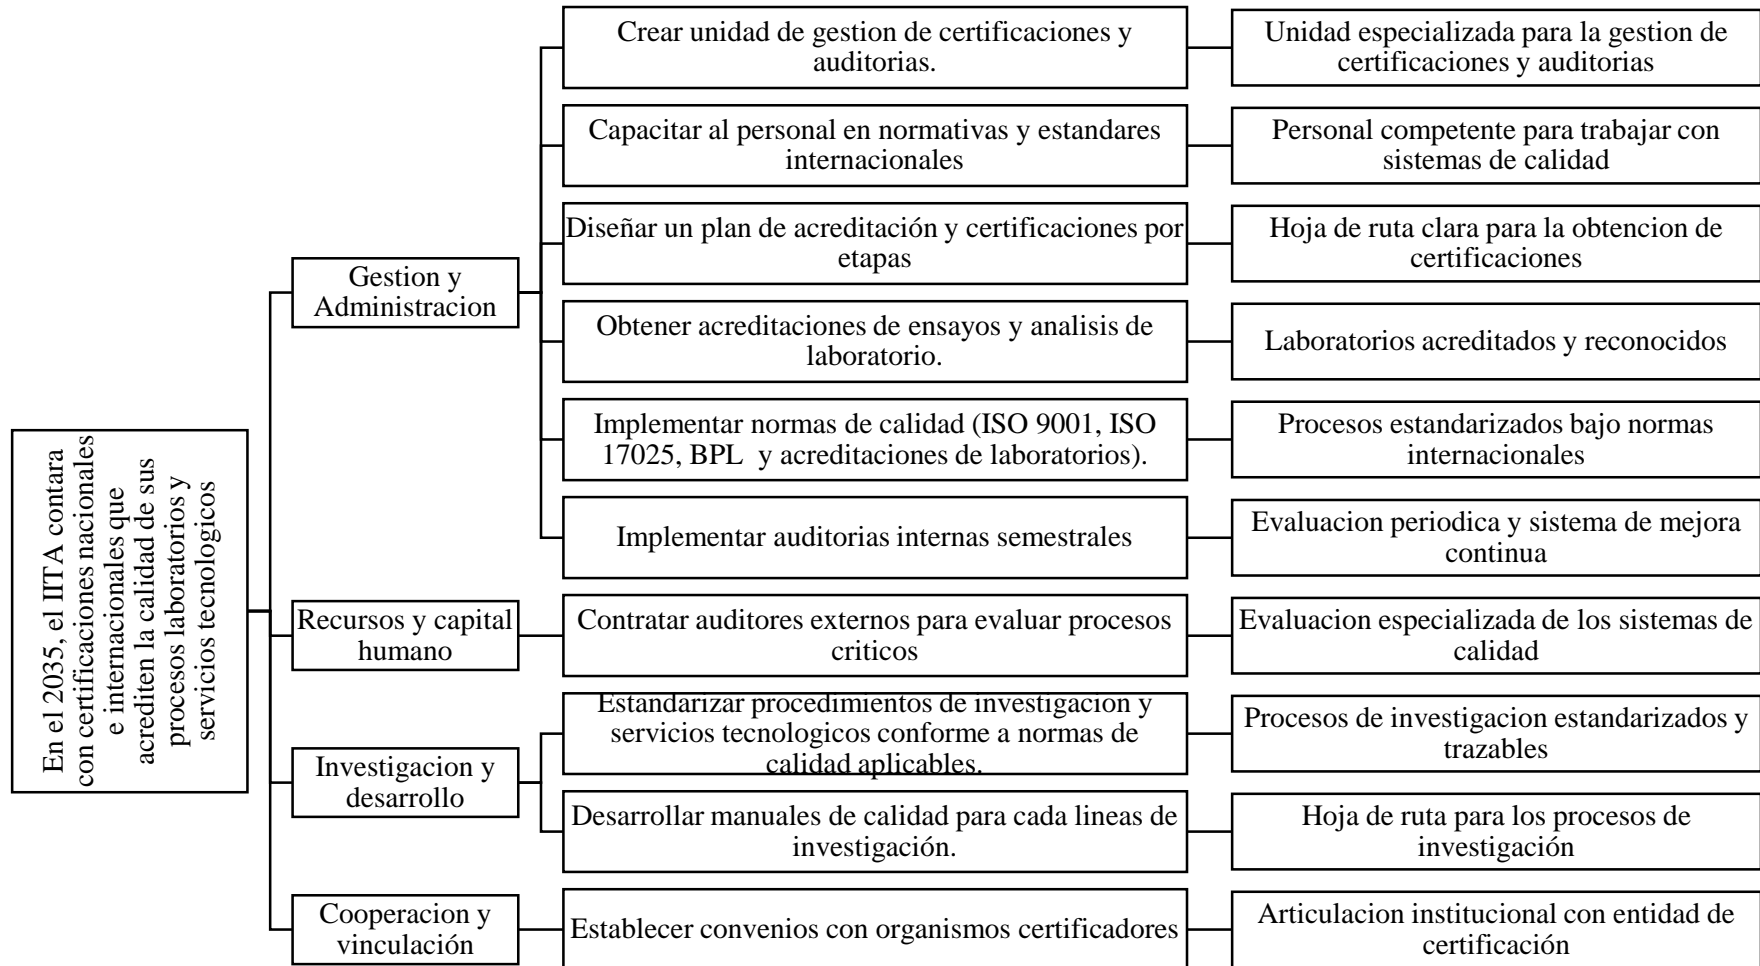 En el 2035, el IITA contara
con certificaciones nacionales
e internacionales que
acrediten la calidad de sus
procesos laboratorios y
servicios tecnologicos
Gestion y
Administracion
Crear unidad de gestion de certificaciones y
auditorias.
Unidad especializada para la gestion de
certificaciones y auditorias
Capacitar al personal en normativas y estandares
internacionales
Personal competente para trabajar con
sistemas de calidad
Diseñar un plan de acreditación y certificaciones por
etapas
Hoja de ruta clara para la obtencion de
certificaciones
Obtener acreditaciones de ensayos y analisis de
laboratorio.
Laboratorios acreditados y reconocidos
Implementar normas de calidad (ISO 9001, ISO
17025, BPL  y acreditaciones de laboratorios).
Procesos estandarizados bajo normas
internacionales
Implementar auditorias internas semestrales
Evaluacion periodica y sistema de mejora
continua
Recursos y capital
humano
Contratar auditores externos para evaluar procesos
criticos
Evaluacion especializada de los sistemas de
calidad
Investigacion y
desarrollo
Estandarizar procedimientos de investigacion y
servicios tecnologicos conforme a normas de
calidad aplicables.
Procesos de investigacion estandarizados y
trazables
Desarrollar manuales de calidad para cada lineas de
investigación.
Hoja de ruta para los procesos de
investigación
Cooperacion y
vinculación
Establecer convenios con organismos certificadores
Articulacion institucional con entidad de
certificación